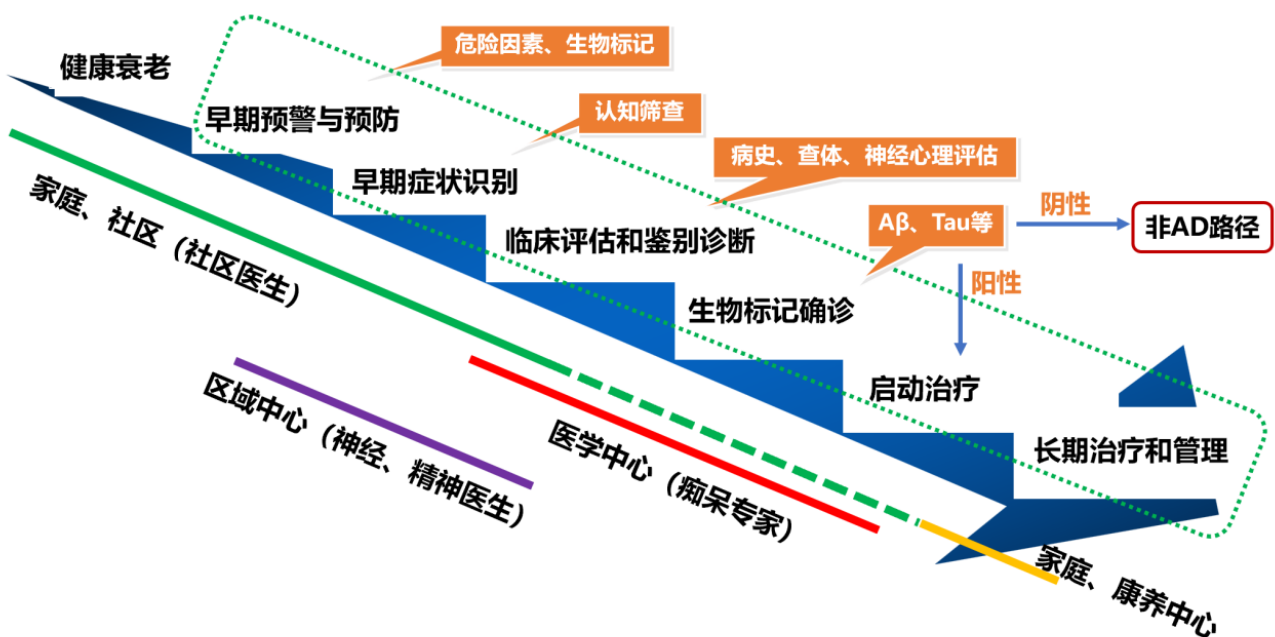 危险因素、生物标记
健康衰老
早期预警与预防
认知筛查
病史、查体、神经心理评估
早期症状识别
Aβ、Tau等
阴性
非AD路径
临床评估和鉴别诊断
阳性
生物标记确诊
启动治疗
长期治疗和管理
家庭、社区（社区医生）
区域中心（神经、精神医生）
医学中心（痴呆专家）
家庭、康养中心